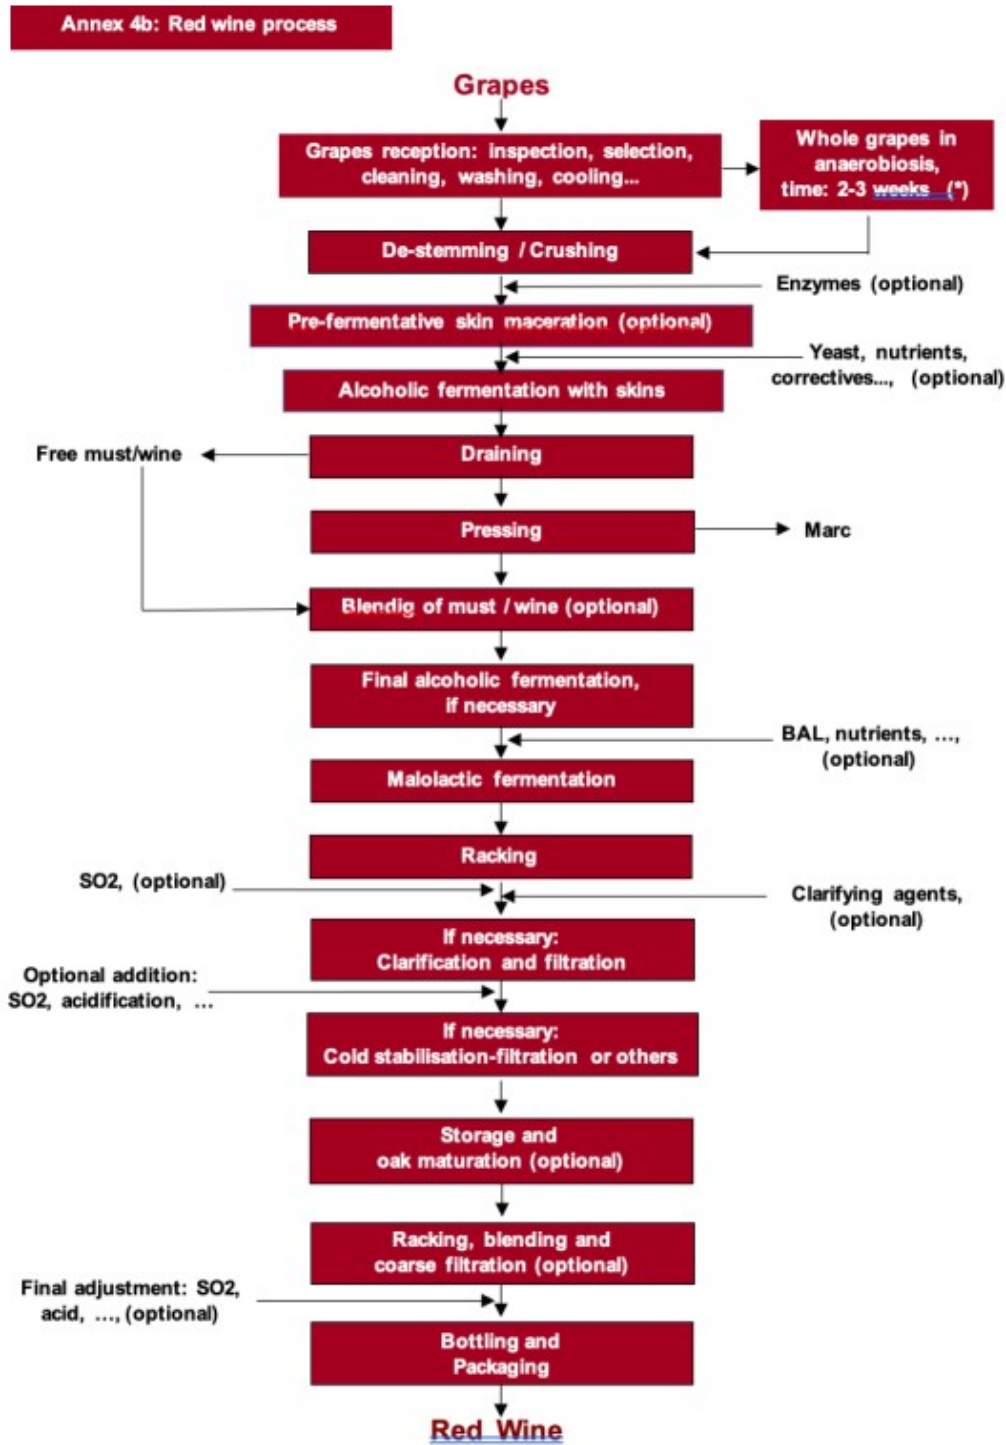 Annex 4b: Red wine process
Grapes
Grapes reception: inspection, selection,
cleaning, washing, cooling...
Whole grapes in
anaerobiosis,
time: 2-3 weeks (*)
De-stemming / Crushing
Enzymes (optional)
Pre-fermentative skin maceration (optional)
Yeast, nutrients,
correctives..., (optional)
Alcoholic fermentation with skins
Free must/wine
Draining
Pressing
Marc
Blendig of must / wine (optional)
Final alcoholic fermentation,
if necessary
BAL, nutrients, ...,
(optional)
Malolactic fermentation
Racking
SO2, (optional)
Clarifying agents,
(optional)
If necessary:
Clarification and filtration
Optional addition:
SO2, acidification, ...
If necessary:
Cold stabilisation-filtration or others
Storage and
oak maturation (optional)
Racking, blending and
coarse filtration (optional)
Final adjustment: SO2,
acid, ..., (optional)
Bottling and
Packaging
Red Wine